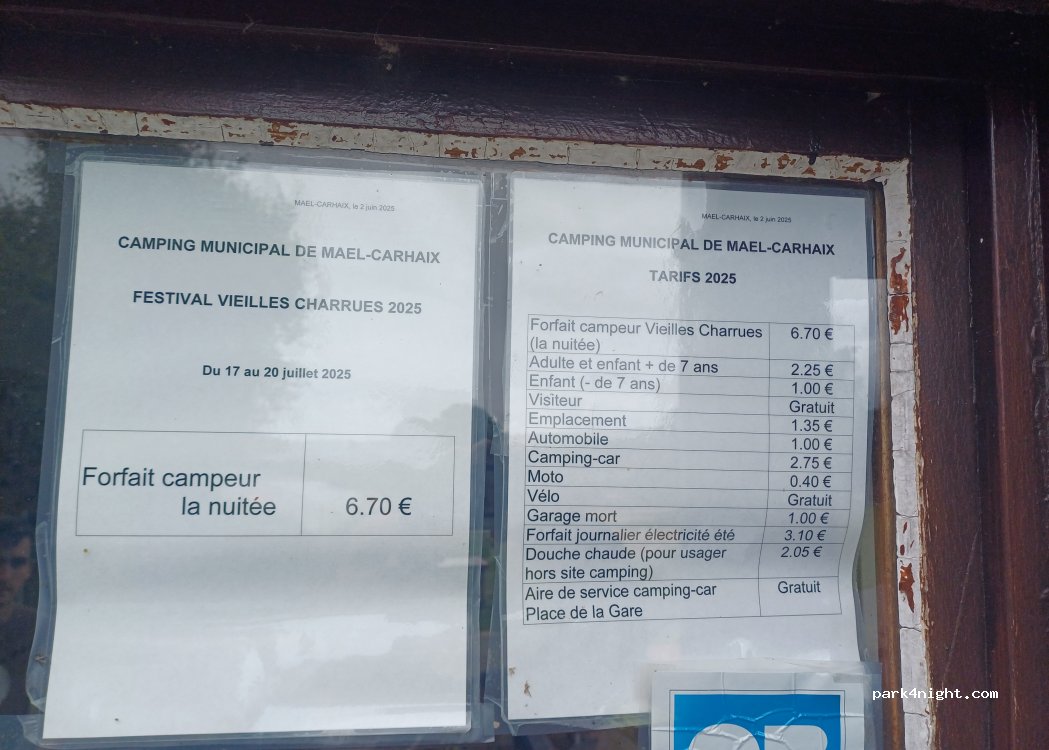 MAEL-CARHAIX, le 2 juin 2025
CAMPING MUNICIPAL DE MAEL-CARHAIX
FESTIVAL VIEILLES CHARRUES 2025
Du 17 au 20 juillet 2025
Forfait campeur
la nuitée
6.70 €
MAEL-CARHAIX, le 2 juin 2025
CAMPING MUNICIPAL DE MAEL-CARHAIX
TARIFS 2025
Forfait campeur Vieilles Charrues 6.70 €
(la nuitée)
Adulte et enfant + de 7 ans 2.25 €
Enfant (- de 7 ans) 1.00 €
Visiteur Gratuit
Emplacement 1.35 €
Automobile 1.00 €
Camping-car 2.75 €
Moto 0.40 €
Vélo Gratuit
Garage mort 1.00 €
Forfait journalier électricité été 3.10 €
Douche chaude (pour usager 2.05 €
hors site camping)
Aire de service camping-car Gratuit
Place de la Gare
park4night.com